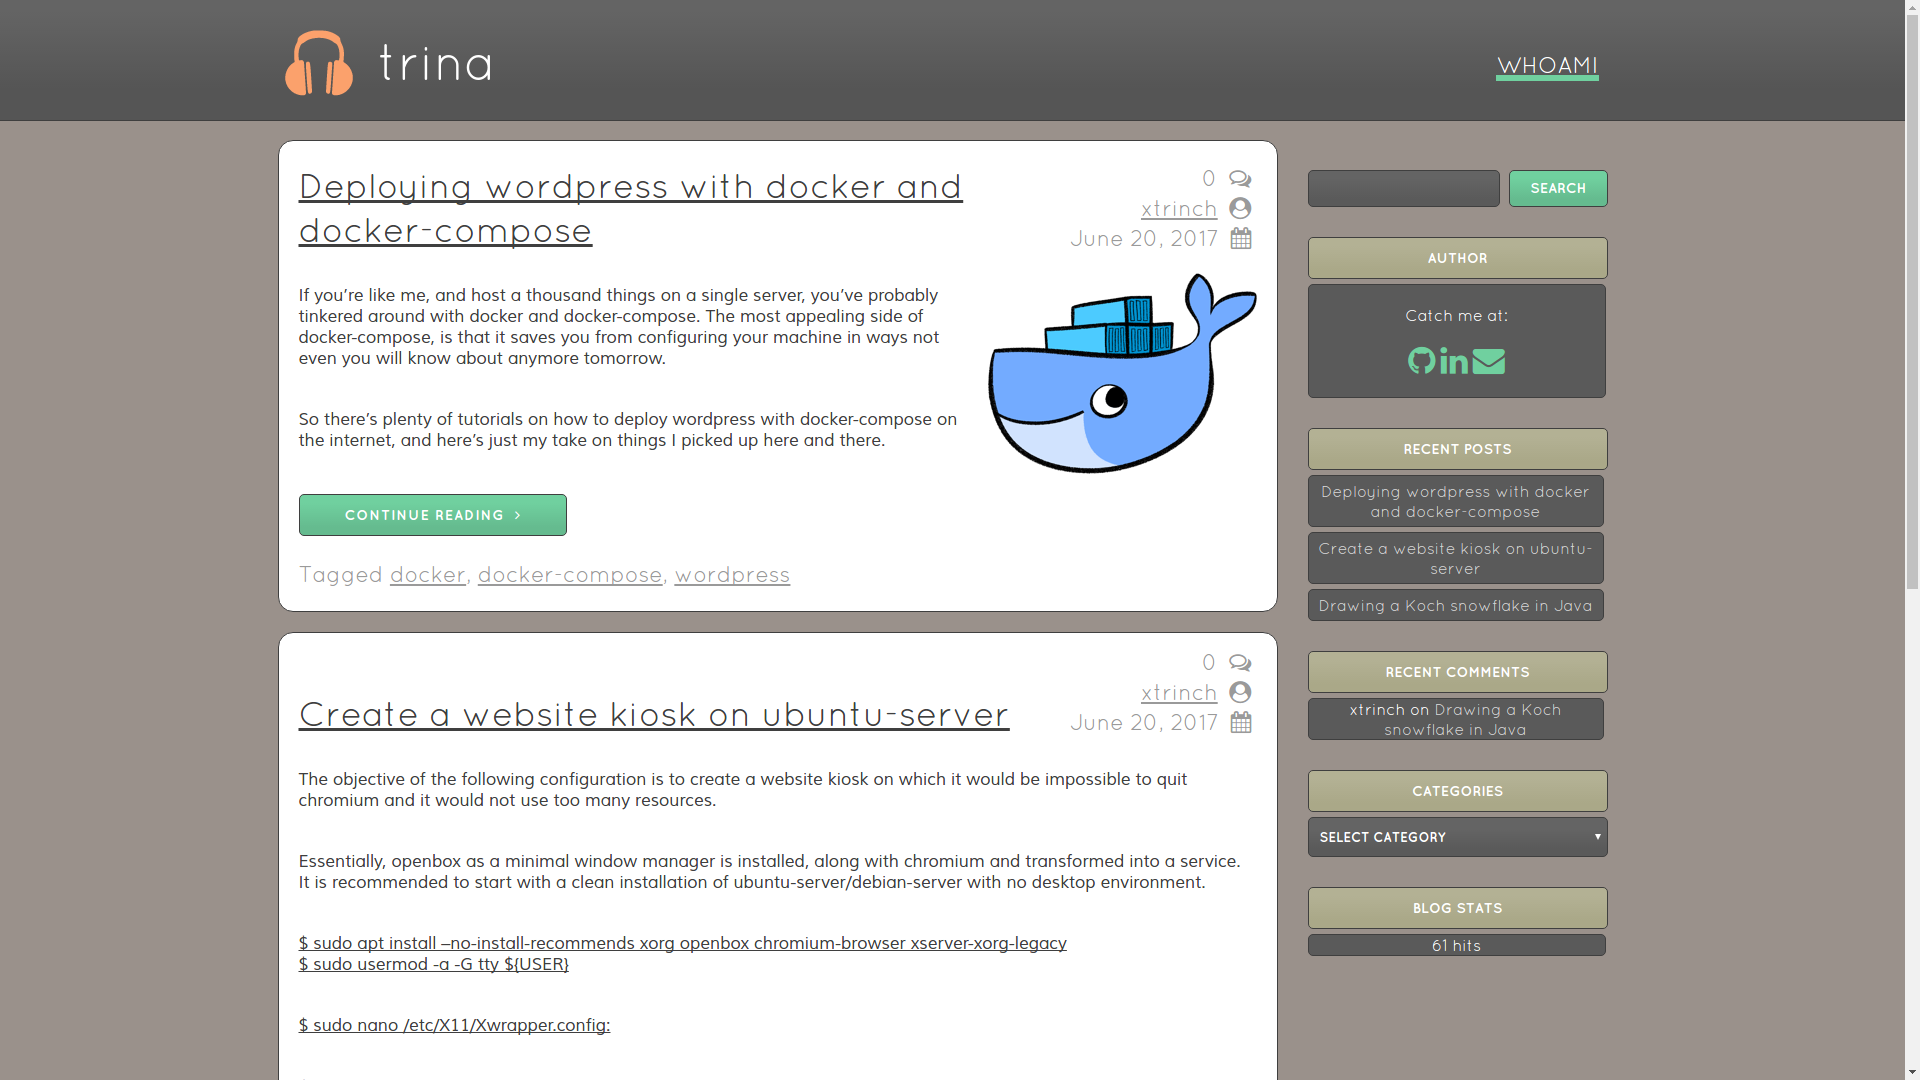 trina
WHOAMI
Deploying wordpress with docker and
docker-compose
0
xtrinch
June 20, 2017
If you’re like me, and host a thousand things on a single server, you’ve probably
tinkered around with docker and docker-compose. The most appealing side of
docker-compose, is that it saves you from configuring your machine in ways not
even you will know about anymore tomorrow.
So there’s plenty of tutorials on how to deploy wordpress with docker-compose on
the internet, and here’s just my take on things I picked up here and there.
CONTINUE READING >
Tagged docker, docker-compose, wordpress
0
xtrinch
June 20, 2017
Create a website kiosk on ubuntu-server
The objective of the following configuration is to create a website kiosk on which it would be impossible to quit
chromium and it would not use too many resources.
Essentially, openbox as a minimal window manager is installed, along with chromium and transformed into a service.
It is recommended to start with a clean installation of ubuntu-server/debian-server with no desktop environment.
$ sudo apt install –no-install-recommends xorg openbox chromium-browser xserver-xorg-legacy
$ sudo usermod -a -G tty ${USER}
$ sudo nano /etc/X11/Xwrapper.config:
SEARCH
AUTHOR
Catch me at:
RECENT POSTS
Deploying wordpress with docker
and docker-compose
Create a website kiosk on ubuntu-
server
Drawing a Koch snowflake in Java
RECENT COMMENTS
xtrinch on Drawing a Koch
snowflake in Java
CATEGORIES
SELECT CATEGORY
BLOG STATS
61 hits